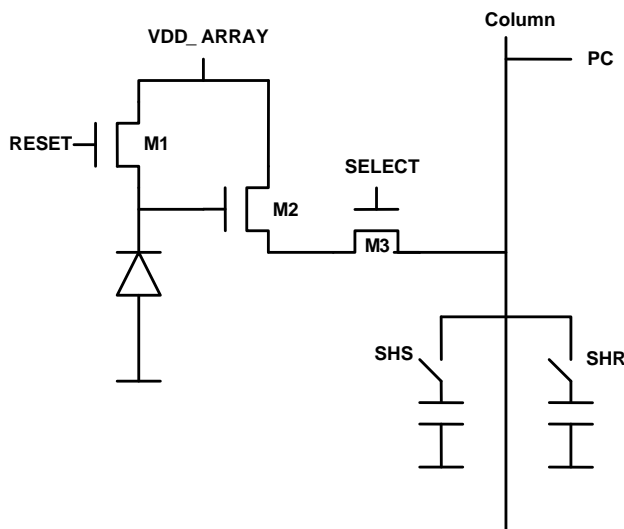 Column
VDD_ ARRAY
PC
RESET
M1
SELECT
M2
M3
SHS
SHR